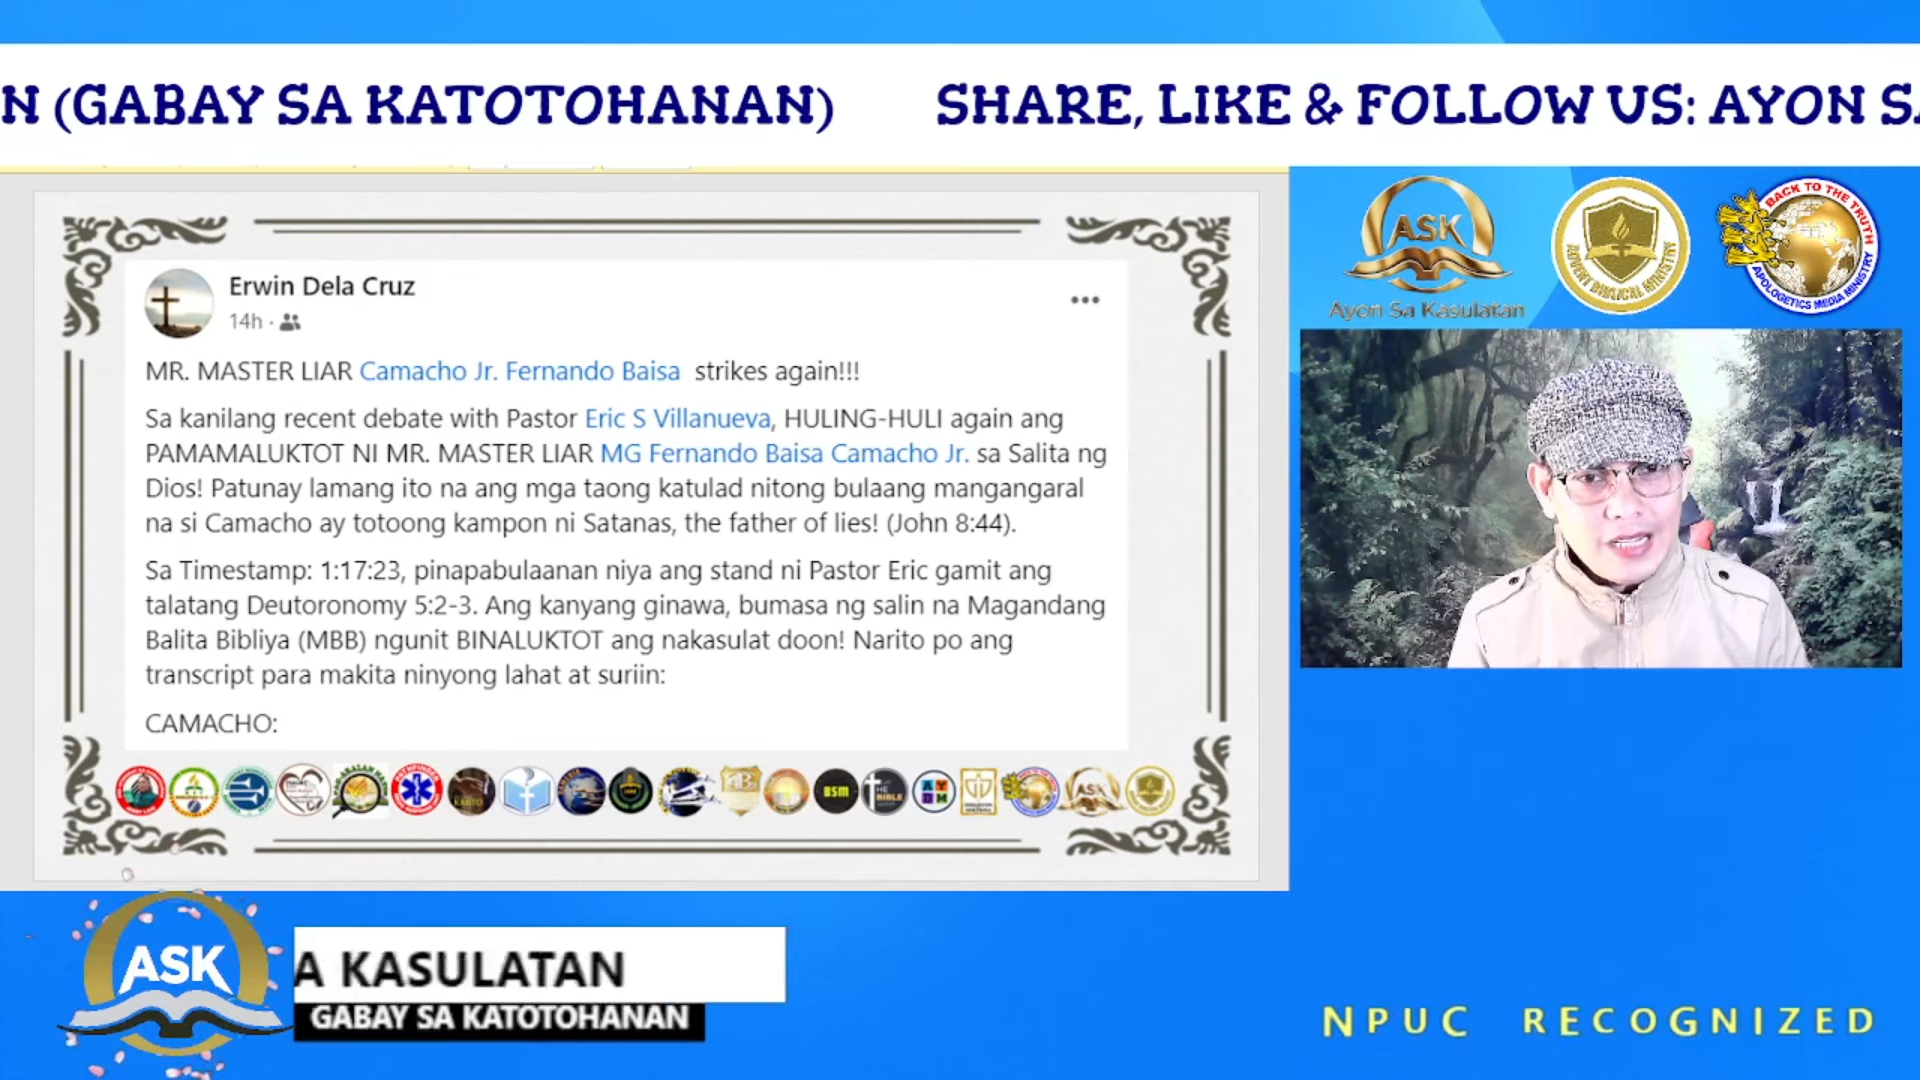 N (GABAY SA KATOTOHANAN) SHARE, LIKE & FOLLOW US: AYON SA
ASK
Ayon Sa Kasulatan
ADVENT BIBLICAL MINISTRY
BACK TO THE TRUTH
APOLOGETICS MEDIA MINISTRY
Erwin Dela Cruz
14h ·
MR. MASTER LIAR Camacho Jr. Fernando Baisa strikes again!!!
Sa kanilang recent debate with Pastor Eric S Villanueva, HULING-HULI again ang
PAMAMALUKTOT NI MR. MASTER LIAR MG Fernando Baisa Camacho Jr. sa Salita ng
Dios! Patunay lamang ito na ang mga taong katulad nitong bulaang mangangaral
na si Camacho ay totoong kampon ni Satanas, the father of lies! (John 8:44).
Sa Timestamp: 1:17:23, pinapabulaanan niya ang stand ni Pastor Eric gamit ang
talatang Deutoronomy 5:2-3. Ang kanyang ginawa, bumasa ng salin na Magandang
Balita Bibliya (MBB) ngunit BINALUKTOT ang nakasulat doon! Narito po ang
transcript para makita ninyong lahat at suriin:
CAMACHO:
BSM
ASK
A KASULATAN
GABAY SA KATOTOHANAN
NPUC RECOGNIZED